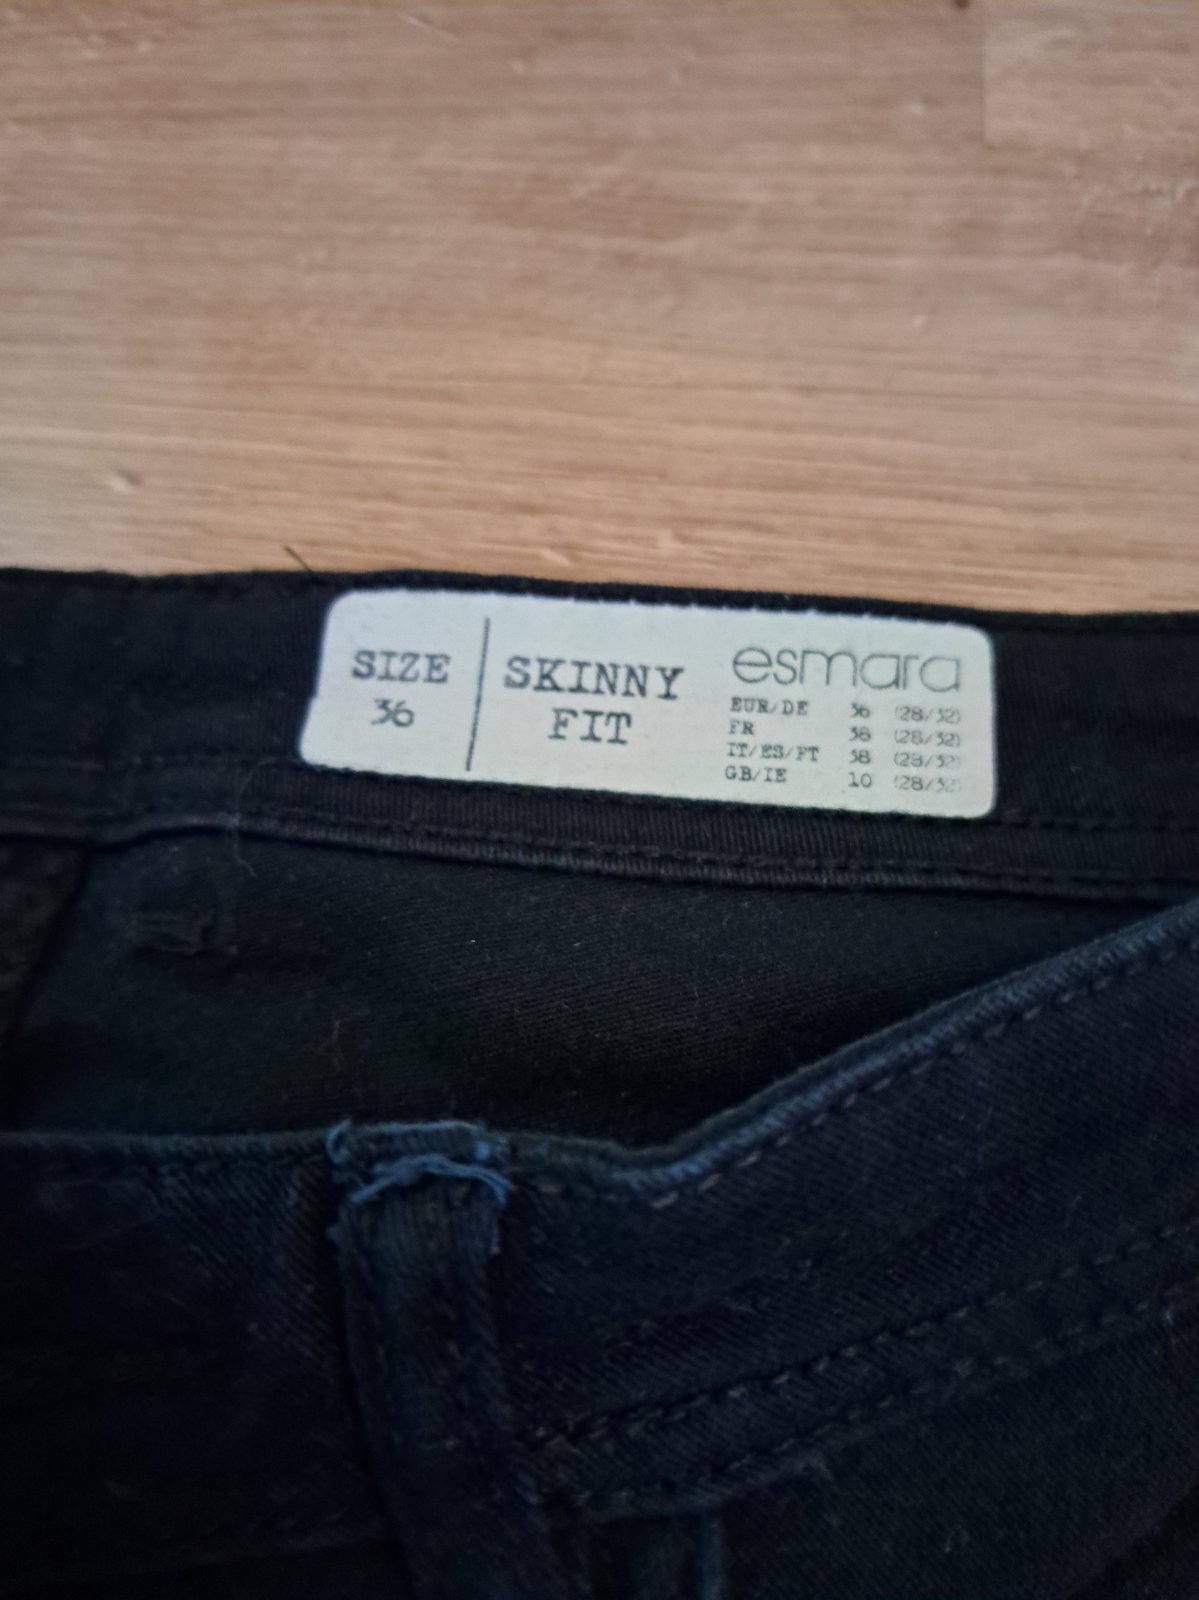 SIZE
36
SKINNY
FIT
esmara
EUR/DE 36 (28/32)
FR 38 (28/32)
IT/ES/PT 38 (28/32)
GB/IE 10 (28/32)